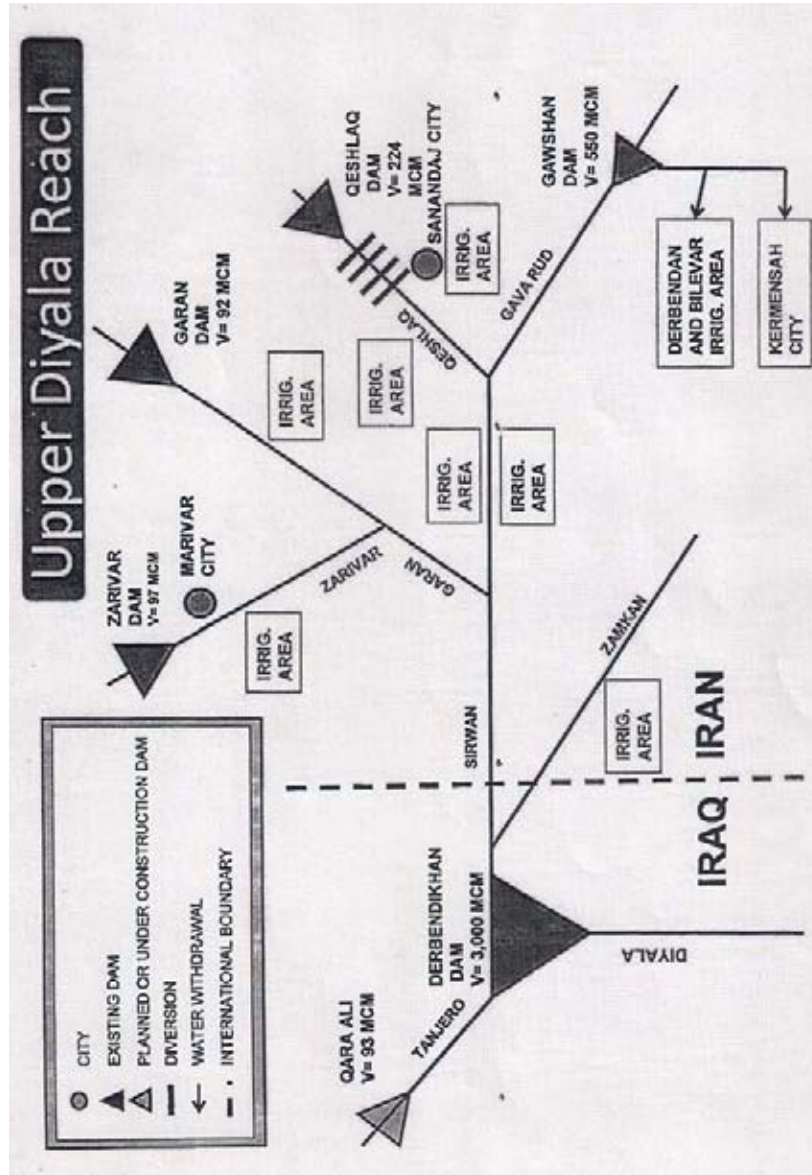 Upper Diyala Reach
CITY
EXISTING DAM
PLANNED OR UNDER CONSTRUCTION DAM
DIVERSION
WATER WITHDRAWAL
INTERNATIONAL BOUNDARY
ZARIVAR
DAM
V= 97 MCM
MARIVAR
CITY
GARAN
DAM
V= 92 MCM
QESHLAQ
DAM
V= 224
MCM
SANANDAJ CITY
IRRIG.
AREA
IRRIG.
AREA
IRRIG.
AREA
IRRIG.
AREA
ZARIVAR
GARAN
QESHLAQ
IRRIG.
AREA
IRRIG.
AREA
GAVA RUD
GAWSHAN
DAM
V= 550 MCM
QARA ALI
V= 93 MCM
TANJERO
DERBENDIKHAN
DAM
V= 3,000 MCM
SIRWAN
ZAMKAN
IRRIG.
AREA
DERBENDAN
AND BILEVAR
IRRIG. AREA
KERMENSAH
CITY
DIYALA
IRAQ
IRAN